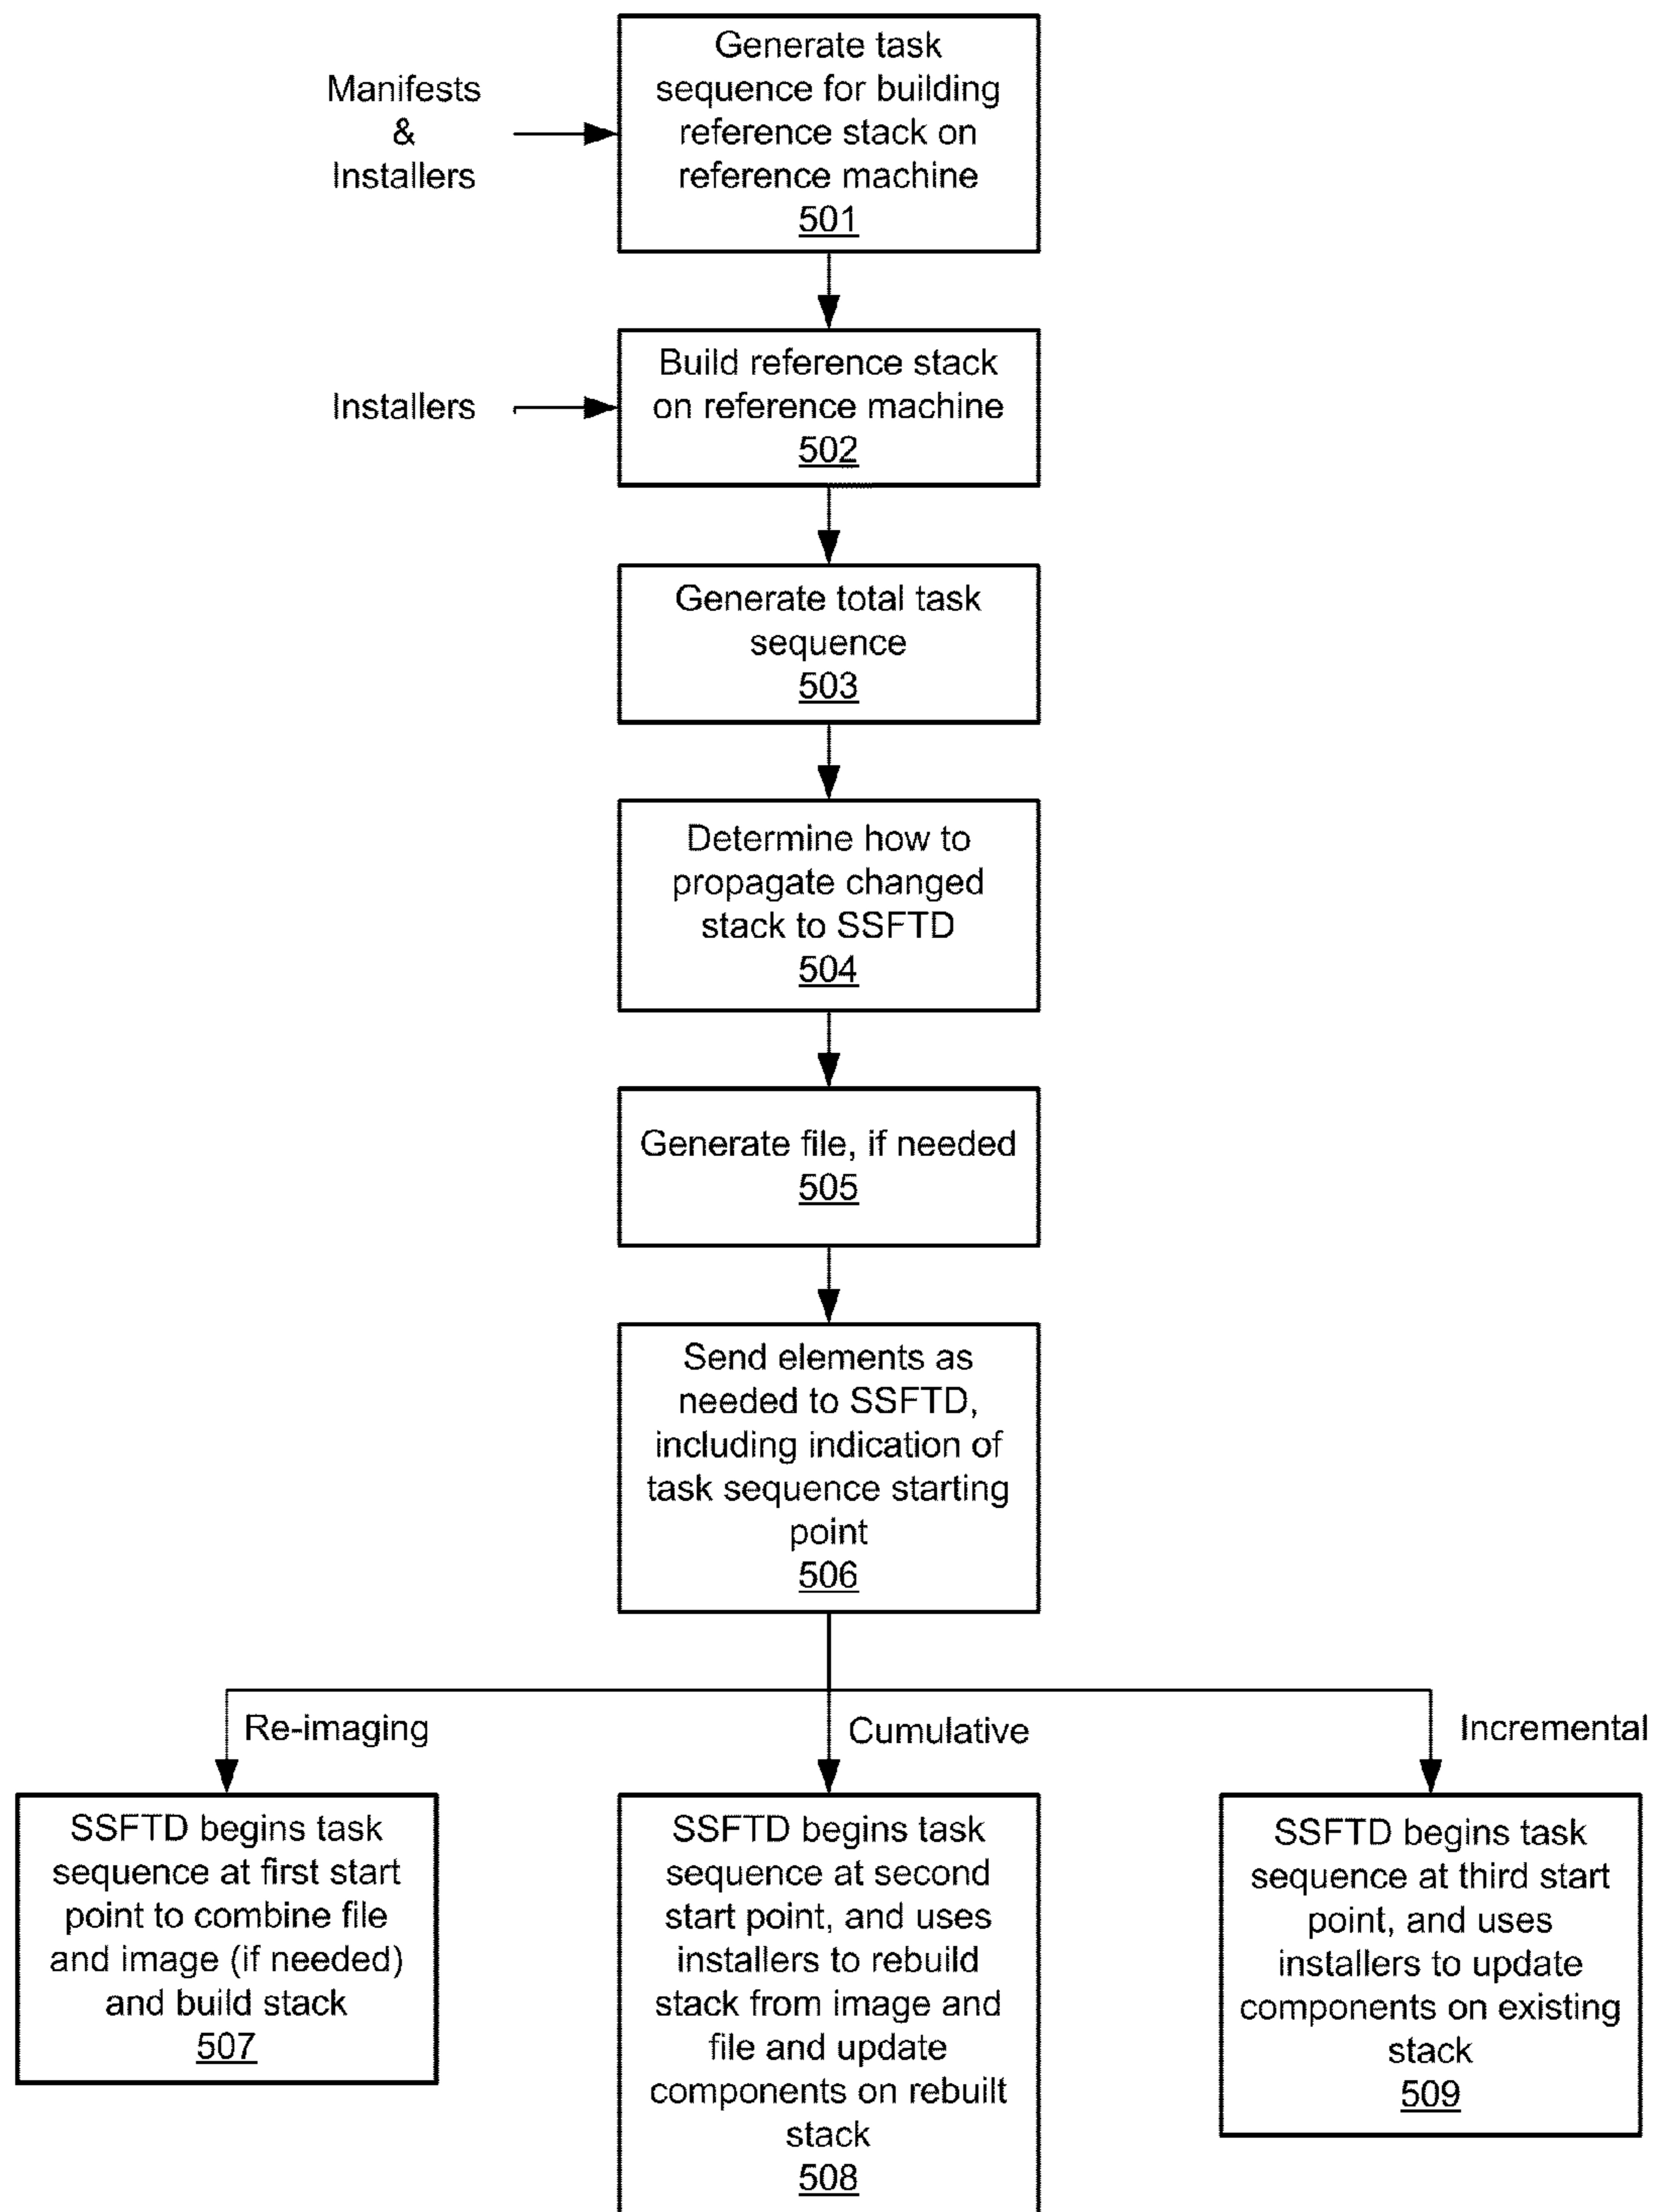 Manifests
&
Installers
Generate task
sequence for building
reference stack on
reference machine
501
Installers
Build reference stack
on reference machine
502
Generate total task
sequence
503
Determine how to
propagate changed
stack to SSFTD
504
Generate file, if needed
505
Send elements as
needed to SSFTD,
including indication of
task sequence starting
point
506
Re-imaging
Cumulative
Incremental
SSFTD begins task
sequence at first start
point to combine file
and image (if needed)
and build stack
507
SSFTD begins task
sequence at second
start point, and uses
installers to rebuild
stack from image and
file and update
components on rebuilt
stack
508
SSFTD begins task
sequence at third start
point, and uses
installers to update
components on existing
stack
509